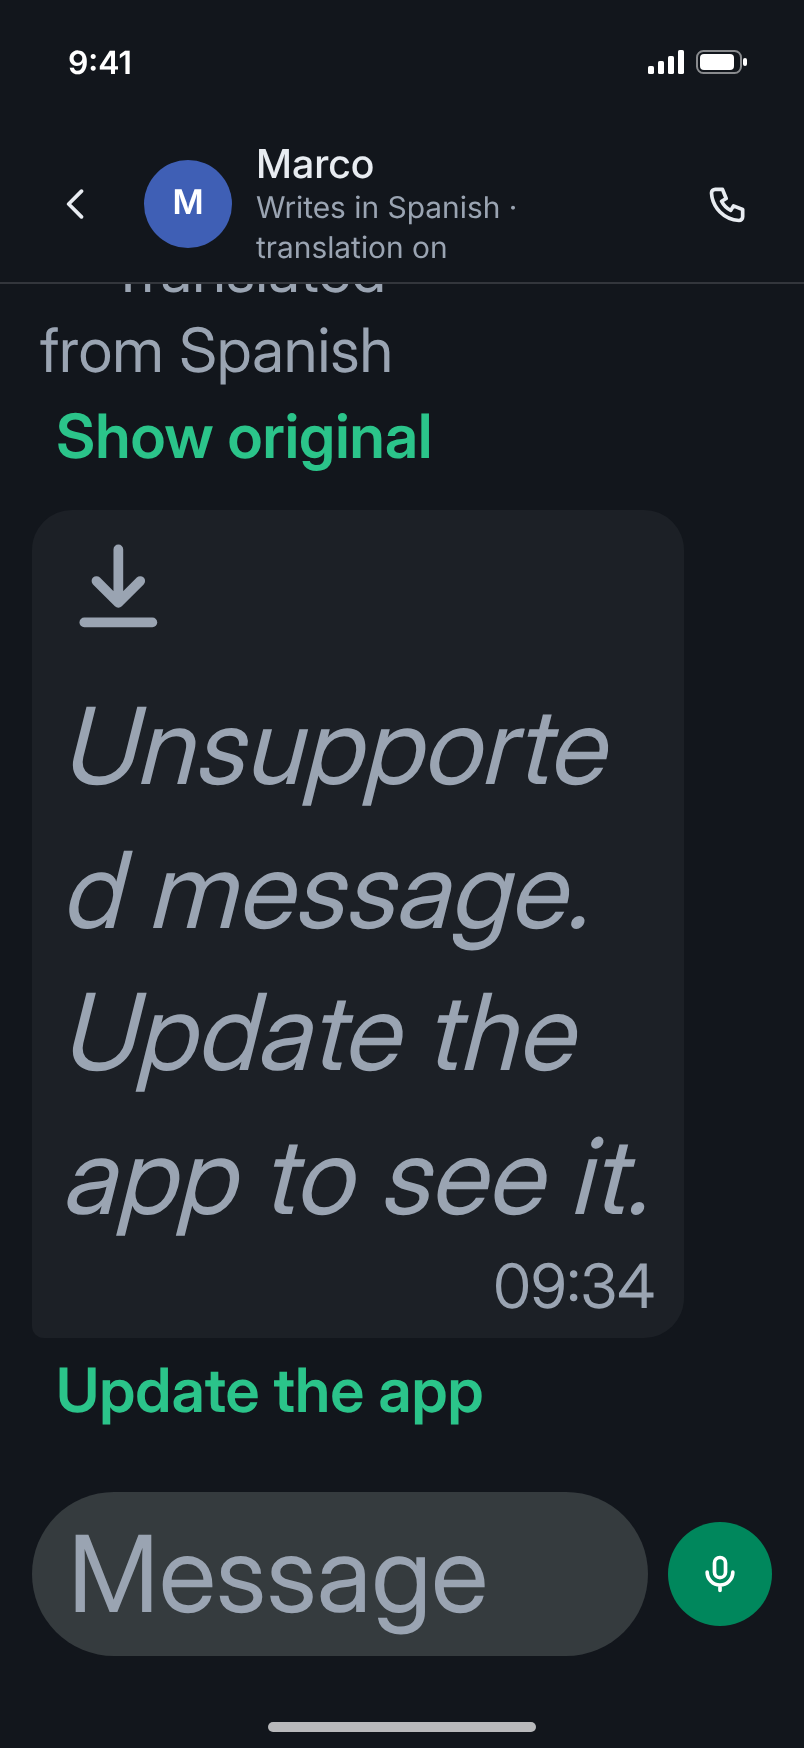 9:41
M
Marco
Writes in Spanish ·
translation on
from Spanish
Show original
Unsupporte
d message.
Update the
app to see it.
09:34
Update the app
Message